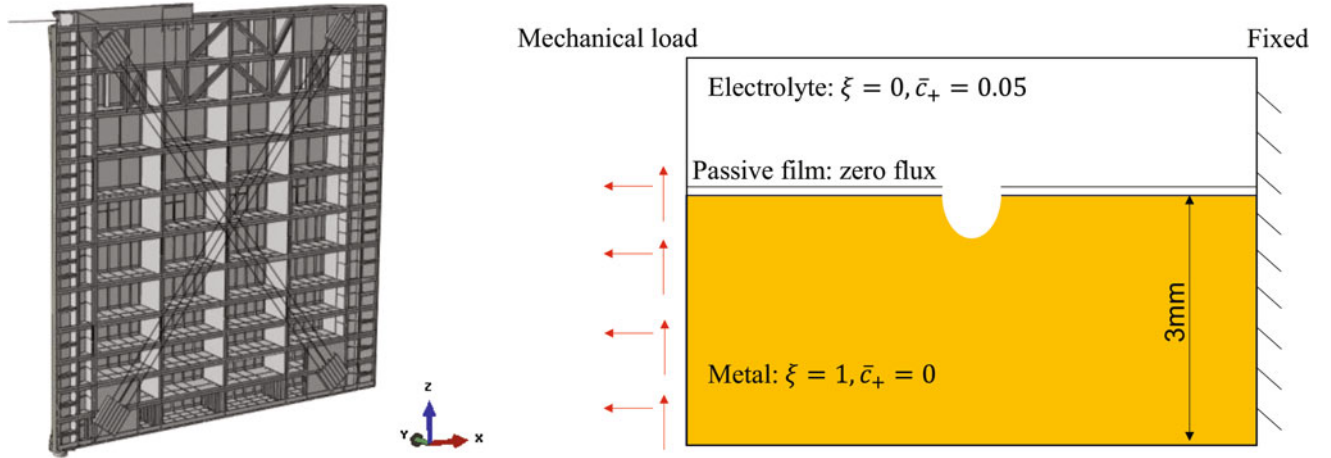 Mechanical load
Fixed
Electrolyte: ξ = 0, c̄₊ = 0.05
Passive film: zero flux
3mm
Metal: ξ = 1, c̄₊ = 0
Z
Y
X